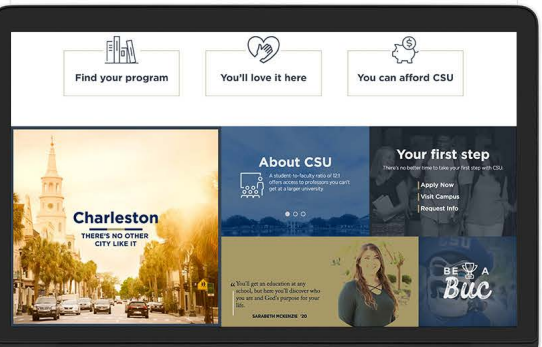 Find your program
You'll love it here
You can afford CSU
Charleston
THERE'S NO OTHER
CITY LIKE IT
About CSU
A student-to-faculty ratio of 12:1
offers access to professors you can't
get at a larger university.
Your first step
There's no better time to take your first step with CSU.
Apply Now
Visit Campus
Request Info
“You'll get an education at any
school, but here you'll discover who
you are and God's purpose for your
life.
SARABETH MCKENZIE '20
BE A
Buc